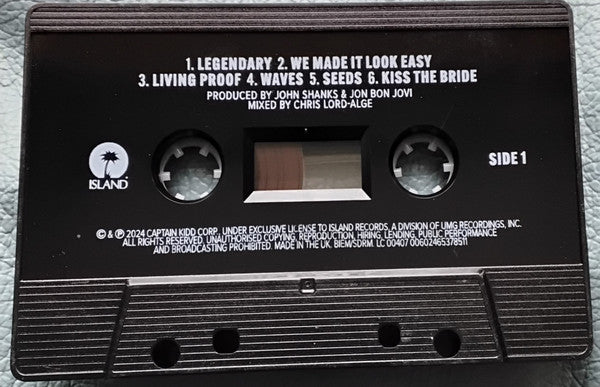 1. LEGENDARY 2. WE MADE IT LOOK EASY
3. LIVING PROOF 4. WAVES 5. SEEDS 6. KISS THE BRIDE
PRODUCED BY JOHN SHANKS & JON BON JOVI
MIXED BY CHRIS LORD-ALGE
ISLAND
SIDE 1
© & ℗ 2024 CAPTAIN KIDD CORP. UNDER EXCLUSIVE LICENSE TO ISLAND RECORDS, A DIVISION OF UMG RECORDINGS, INC.
ALL RIGHTS RESERVED. UNAUTHORISED COPYING, REPRODUCTION, HIRING, LENDING, PUBLIC PERFORMANCE
AND BROADCASTING PROHIBITED. MADE IN THE UK. BIEM/SDRM. LC 00407 00602465378511